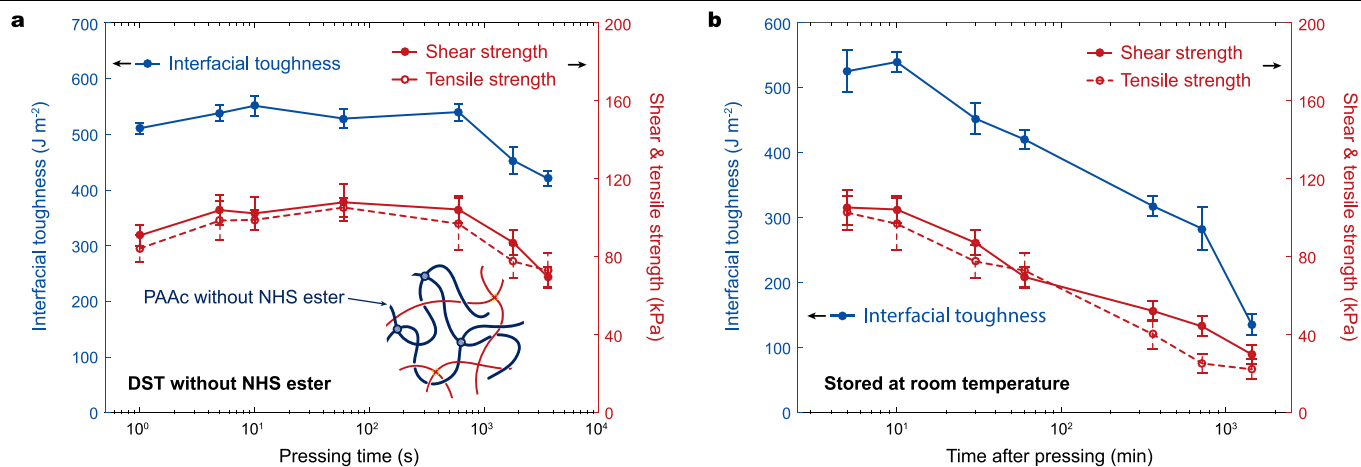 a
700
600
500
400
300
200
100
0
Interfacial toughness (J m⁻²)
Interfacial toughness
Shear strength
Tensile strength
200
160
120
80
40
0
Shear & tensile strength (kPa)
PAAc without NHS ester
DST without NHS ester
10⁰
10¹
10²
10³
10⁴
Pressing time (s)
b
600
500
400
300
200
100
0
Interfacial toughness (J m⁻²)
Shear strength
Tensile strength
Interfacial toughness
Stored at room temperature
200
160
120
80
40
0
Shear & tensile strength (kPa)
10¹
10²
10³
Time after pressing (min)